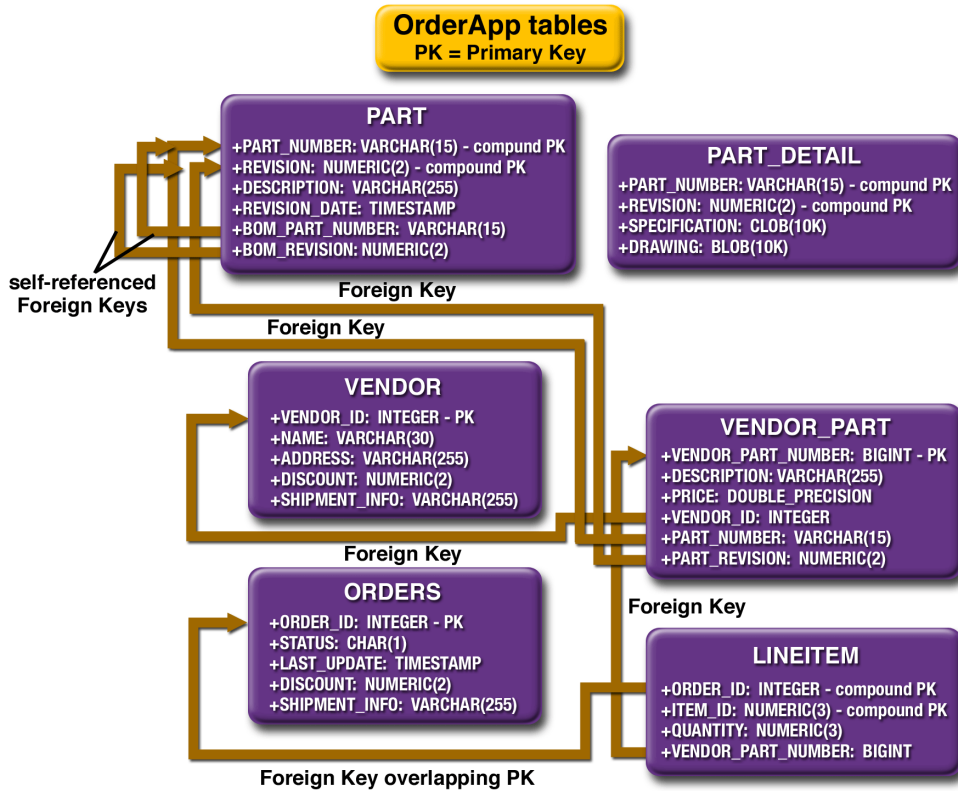 OrderApp tables
PK = Primary Key
PART
+PART_NUMBER: VARCHAR(15) - compund PK
+REVISION: NUMERIC(2) - compound PK
+DESCRIPTION: VARCHAR(255)
+REVISION_DATE: TIMESTAMP
+BOM_PART_NUMBER: VARCHAR(15)
+BOM_REVISION: NUMERIC(2)
PART_DETAIL
+PART_NUMBER: VARCHAR(15) - compund PK
+REVISION: NUMERIC(2) - compound PK
+SPECIFICATION: CLOB(10K)
+DRAWING: BLOB(10K)
self-referenced
Foreign Keys
Foreign Key
Foreign Key
VENDOR
+VENDOR_ID: INTEGER - PK
+NAME: VARCHAR(30)
+ADDRESS: VARCHAR(255)
+DISCOUNT: NUMERIC(2)
+SHIPMENT_INFO: VARCHAR(255)
VENDOR_PART
+VENDOR_PART_NUMBER: BIGINT - PK
+DESCRIPTION: VARCHAR(255)
+PRICE: DOUBLE_PRECISION
+VENDOR_ID: INTEGER
+PART_NUMBER: VARCHAR(15)
+PART_REVISION: NUMERIC(2)
Foreign Key
ORDERS
+ORDER_ID: INTEGER - PK
+STATUS: CHAR(1)
+LAST_UPDATE: TIMESTAMP
+DISCOUNT: NUMERIC(2)
+SHIPMENT_INFO: VARCHAR(255)
Foreign Key
LINEITEM
+ORDER_ID: INTEGER - compound PK
+ITEM_ID: NUMERIC(3) - compound PK
+QUANTITY: NUMERIC(3)
+VENDOR_PART_NUMBER: BIGINT
Foreign Key overlapping PK